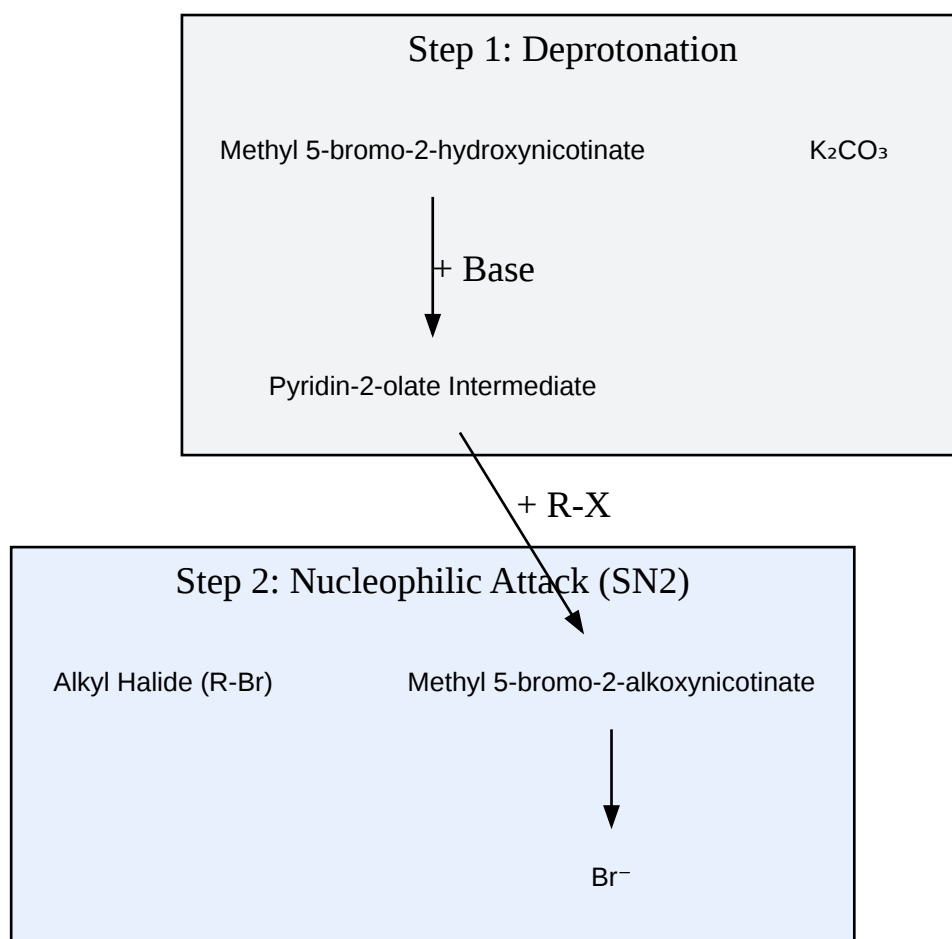 Step 1: Deprotonation
Methyl 5-bromo-2-hydroxynicotinate
K₂CO₃
+ Base
Pyridin-2-olate Intermediate
+ R-X
Step 2: Nucleophilic Attack (SN2)
Alkyl Halide (R-Br)
Methyl 5-bromo-2-alkoxynicotinate
Br⁻